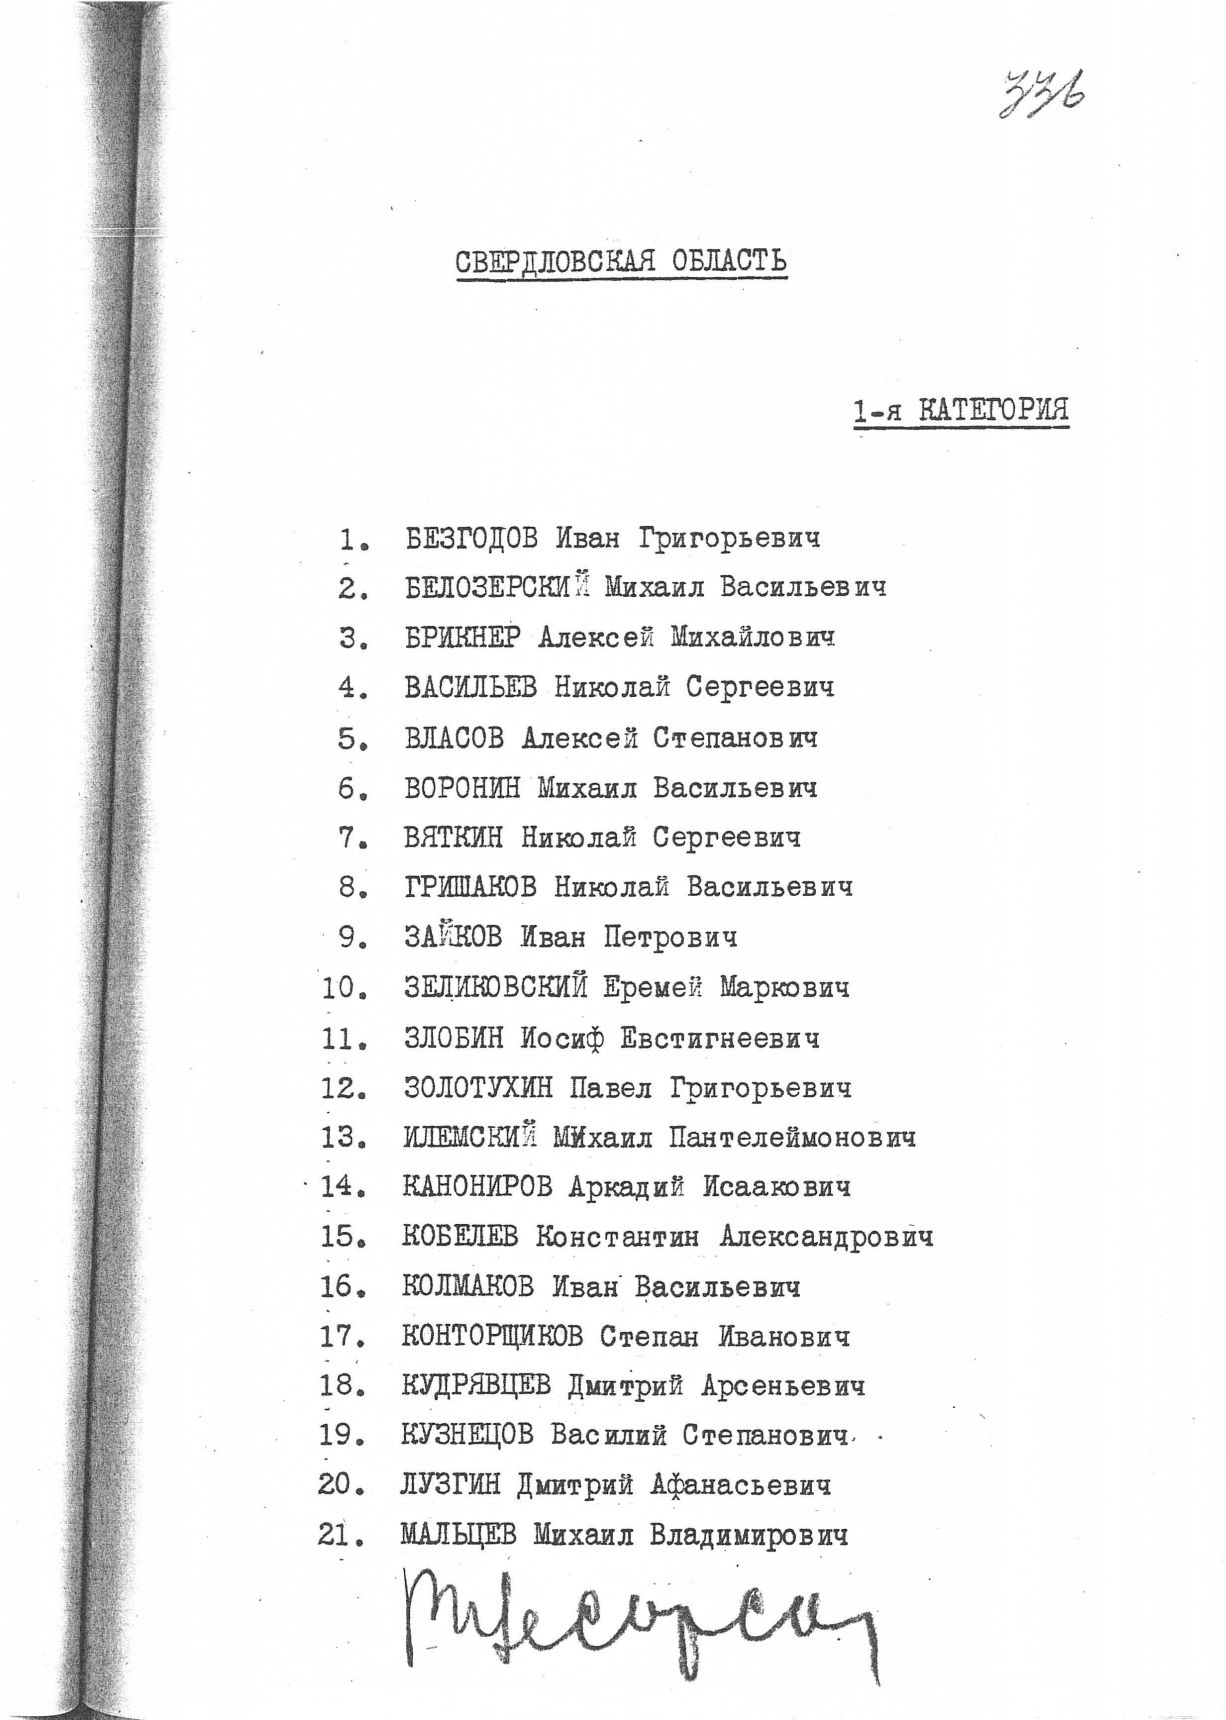 336
СВЕРДЛОВСКАЯ ОБЛАСТЬ
1-я КАТЕГОРИЯ
1. БЕЗГОДОВ Иван Григорьевич
2. БЕЛОЗЕРСКИЙ Михаил Васильевич
3. БРИКНЕР Алексей Михайлович
4. ВАСИЛЬЕВ Николай Сергеевич
5. ВЛАСОВ Алексей Степанович
6. ВОРОНИН Михаил Васильевич
7. ВЯТКИН Николай Сергеевич
8. ГРИШАКОВ Николай Васильевич
9. ЗАЙКОВ Иван Петрович
10. ЗЕЛИКОВСКИЙ Еремей Маркович
11. ЗЛОБИН Иосиф Евстигнеевич
12. ЗОЛОТУХИН Павел Григорьевич
13. ИЛЕМСКИЙ МИхаил Пантелеймонович
14. КАНОНИРОВ Аркадий Исаакович
15. КОБЕЛЕВ Константин Александрович
16. КОЛМАКОВ Иван Васильевич
17. КОНТОРЩИКОВ Степан Иванович
18. КУДРЯВЦЕВ Дмитрий Арсеньевич
19. КУЗНЕЦОВ Василий Степанович
20. ЛУЗГИН Дмитрий Афанасьевич
21. МАЛЬЦЕВ Михаил Владимирович